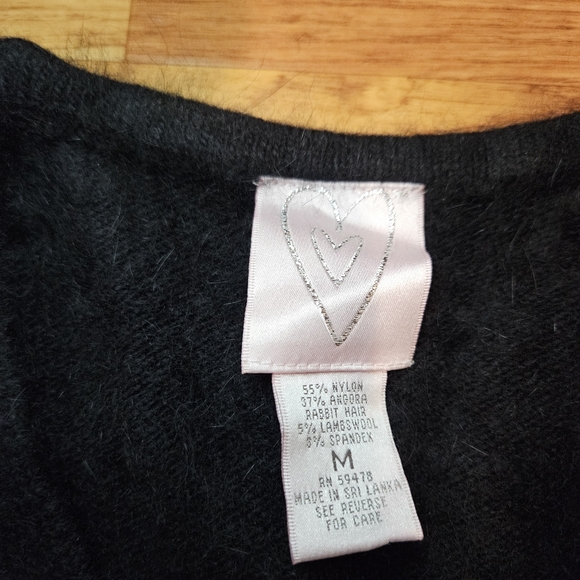 55% NYLON
37% ANGORA
RABBIT HAIR
5% LAMBSWOOL
3% SPANDEX
M
RN 59478
MADE IN SRI LANKA
SEE REVERSE
FOR CARE